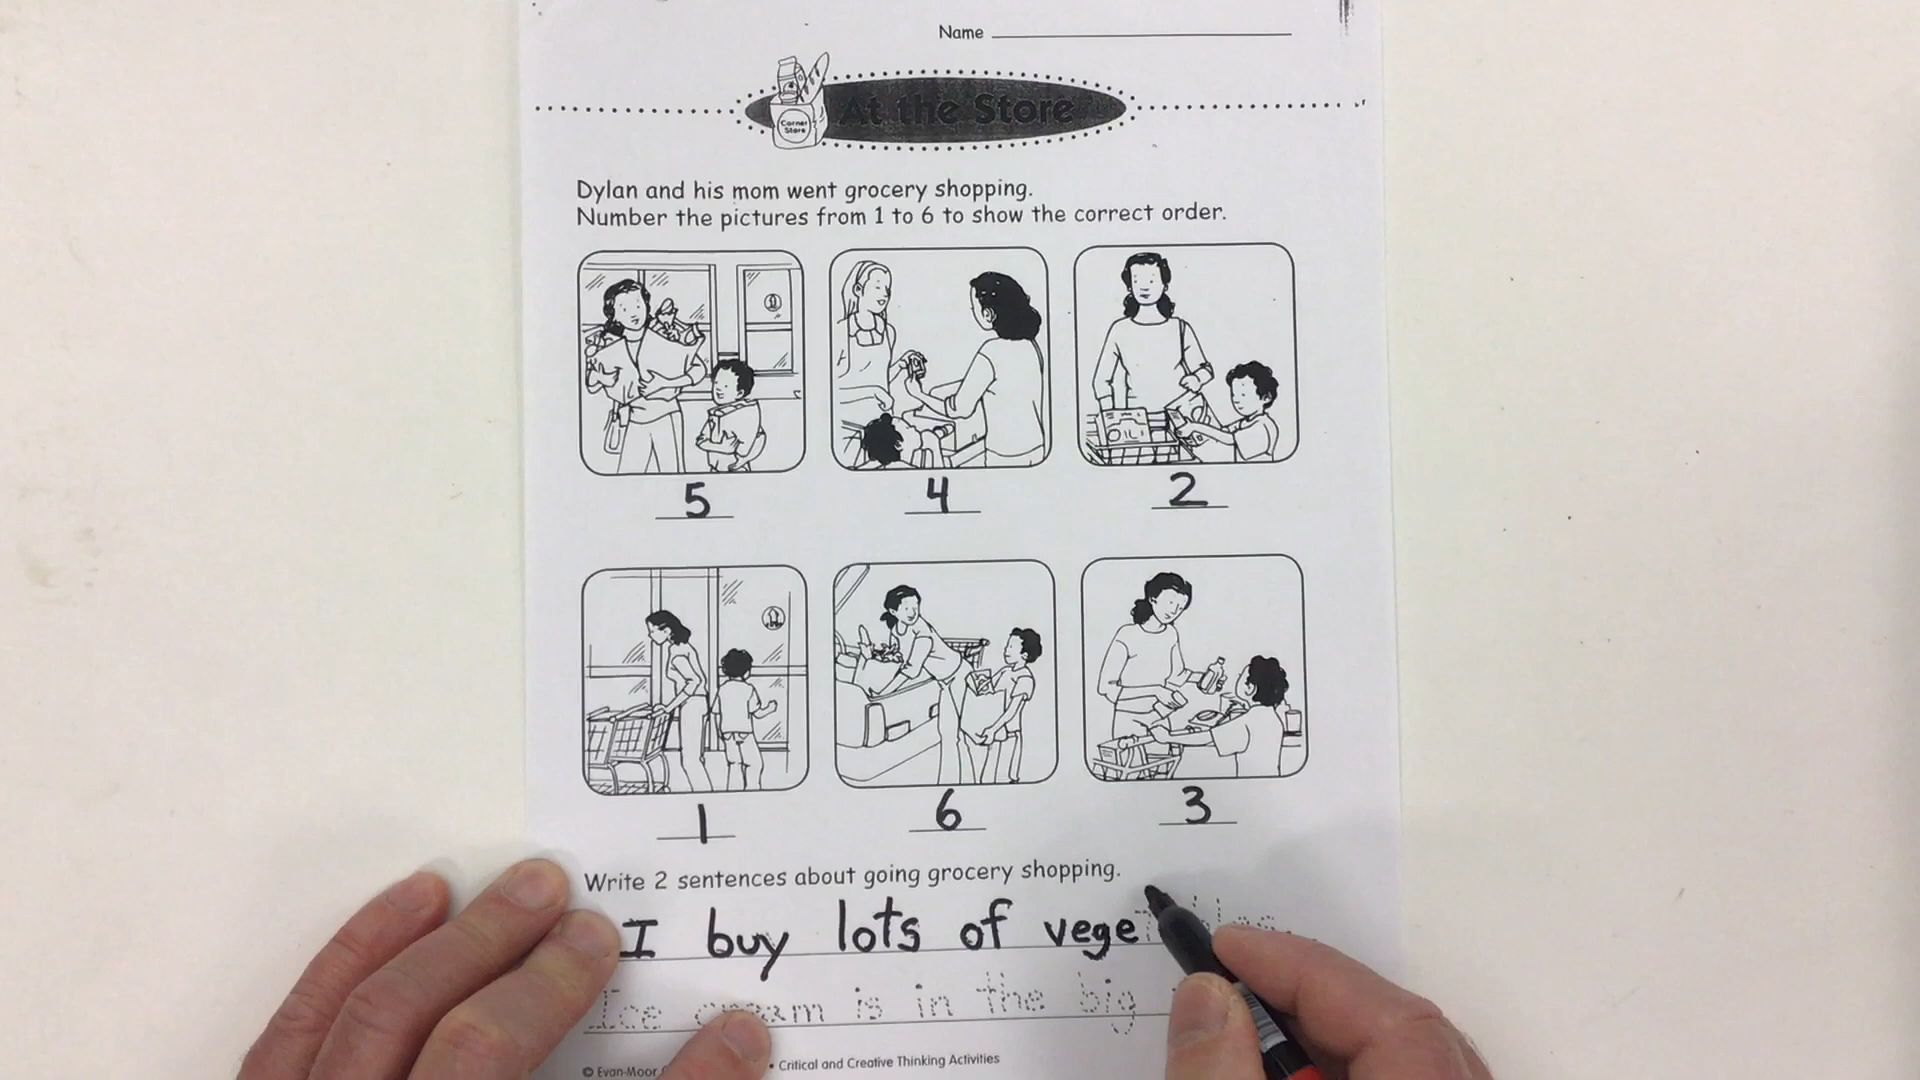 Name
Corner
Store
At the Store
Dylan and his mom went grocery shopping.
Number the pictures from 1 to 6 to show the correct order.
OIL
5 4 2
1 6 3
Write 2 sentences about going grocery shopping.
I buy lots of vege
Ice cream is in the big
© Evan-Moor • Critical and Creative Thinking Activities